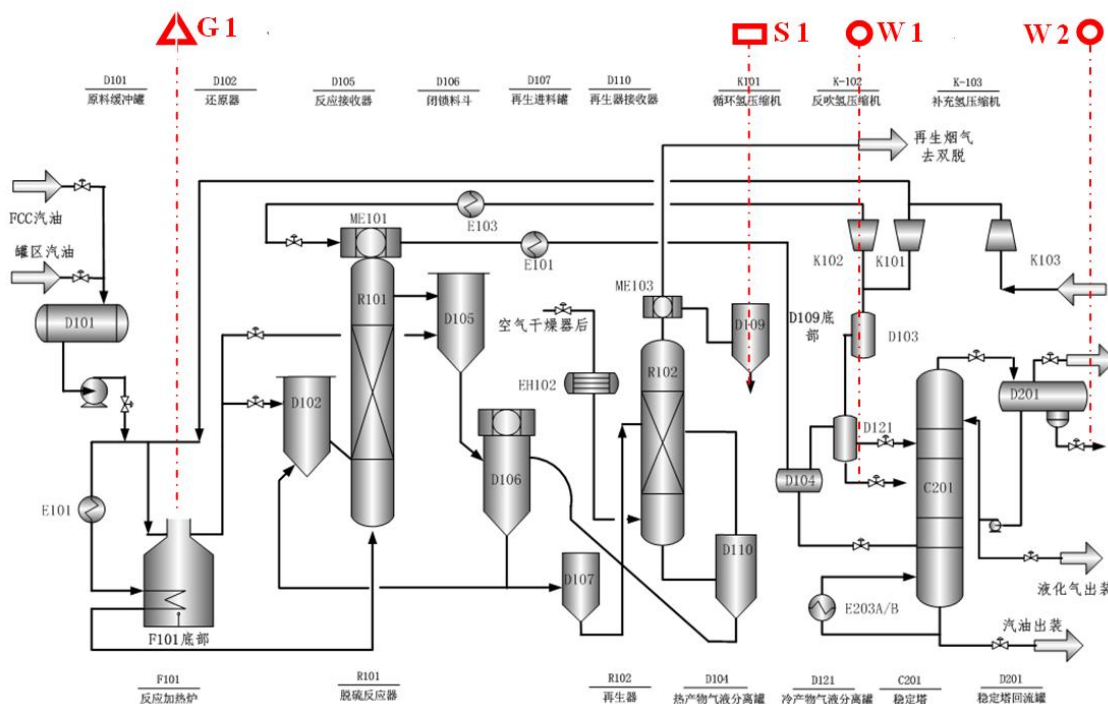 G1
S1
W1
W2
D101
原料缓冲罐
D102
还原器
D105
反应接收器
D106
闭锁料斗
D107
再生进料罐
D110
再生器接收器
K101
循环氢压缩机
K-102
反吹氢压缩机
K-103
补充氢压缩机
再生烟气
去双脱
FCC汽油
罐区汽油
ME101
E103
E101
K102
K101
K103
ME103
D101
R101
D105
空气干燥器后
D109
D109底
部
D103
EH102
R102
D201
D102
D121
D106
D104
C201
E101
D110
D107
液化气出装
E203A/B
汽油出装
F101底部
F101
反应加热炉
R101
脱硫反应器
R102
再生器
D104
热产物气液分离罐
D121
冷产物气液分离罐
C201
稳定塔
D201
稳定塔回流罐